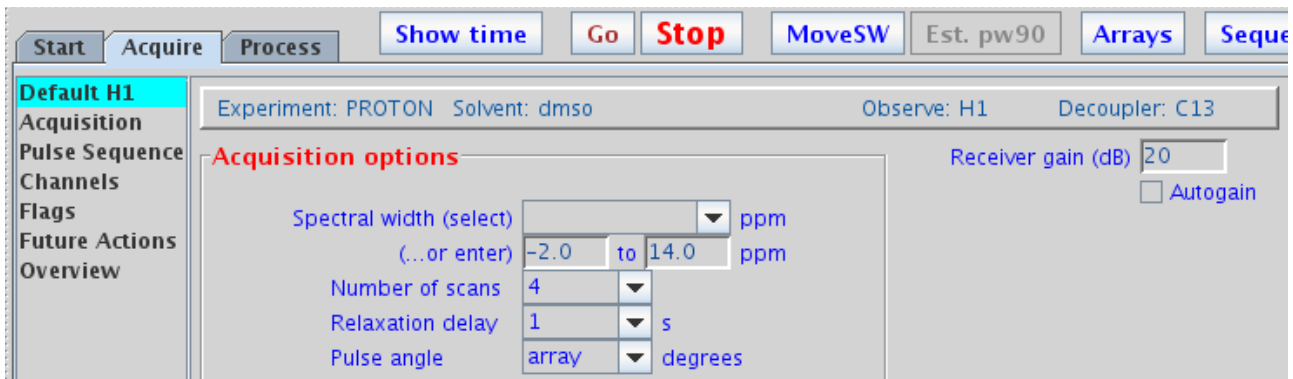 Start Acquire Process Show time Go Stop MoveSW Est. pw90 Arrays Seque
Default H1
Acquisition
Pulse Sequence
Channels
Flags
Future Actions
Overview
Experiment: PROTON Solvent: dmso Observe: H1 Decoupler: C13
Acquisition options
Spectral width (select) ppm
(...or enter) -2.0 to 14.0 ppm
Number of scans 4
Relaxation delay 1 s
Pulse angle array degrees
Receiver gain (dB) 20
Autogain